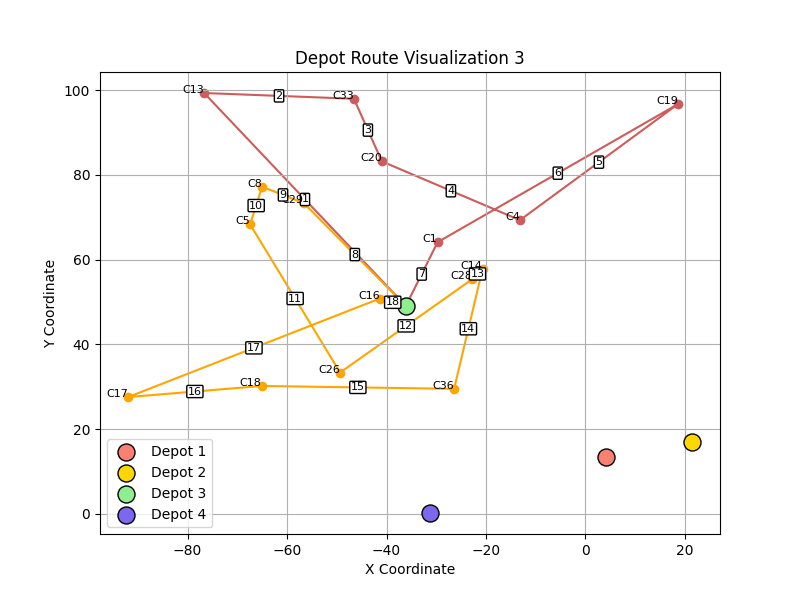 Depot Route Visualization 3
Y Coordinate
100
80
60
40
20
0
C13
2
C33
C19
3
C20
6
5
4
C8
9
C29
1
10
C5
C4
C1
8
C14
7
C28
13
C16
18
11
12
14
17
C26
C17
16
C18
15
C36
Depot 1
Depot 2
Depot 3
Depot 4
−80
−60
−40
−20
0
20
X Coordinate